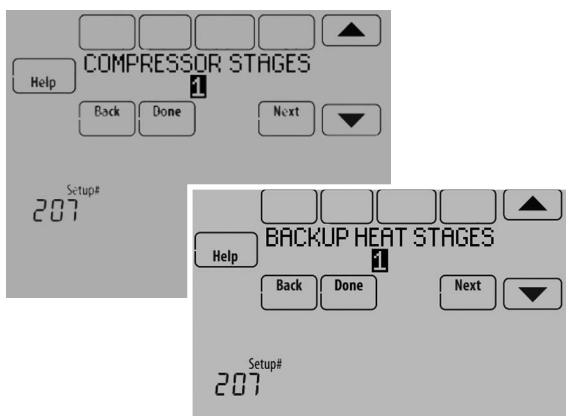 COMPRESSOR STAGES
Help
1
Back Done Next
Setup#
207
BACKUP HEAT STAGES
Help
1
Back Done Next
Setup#
207